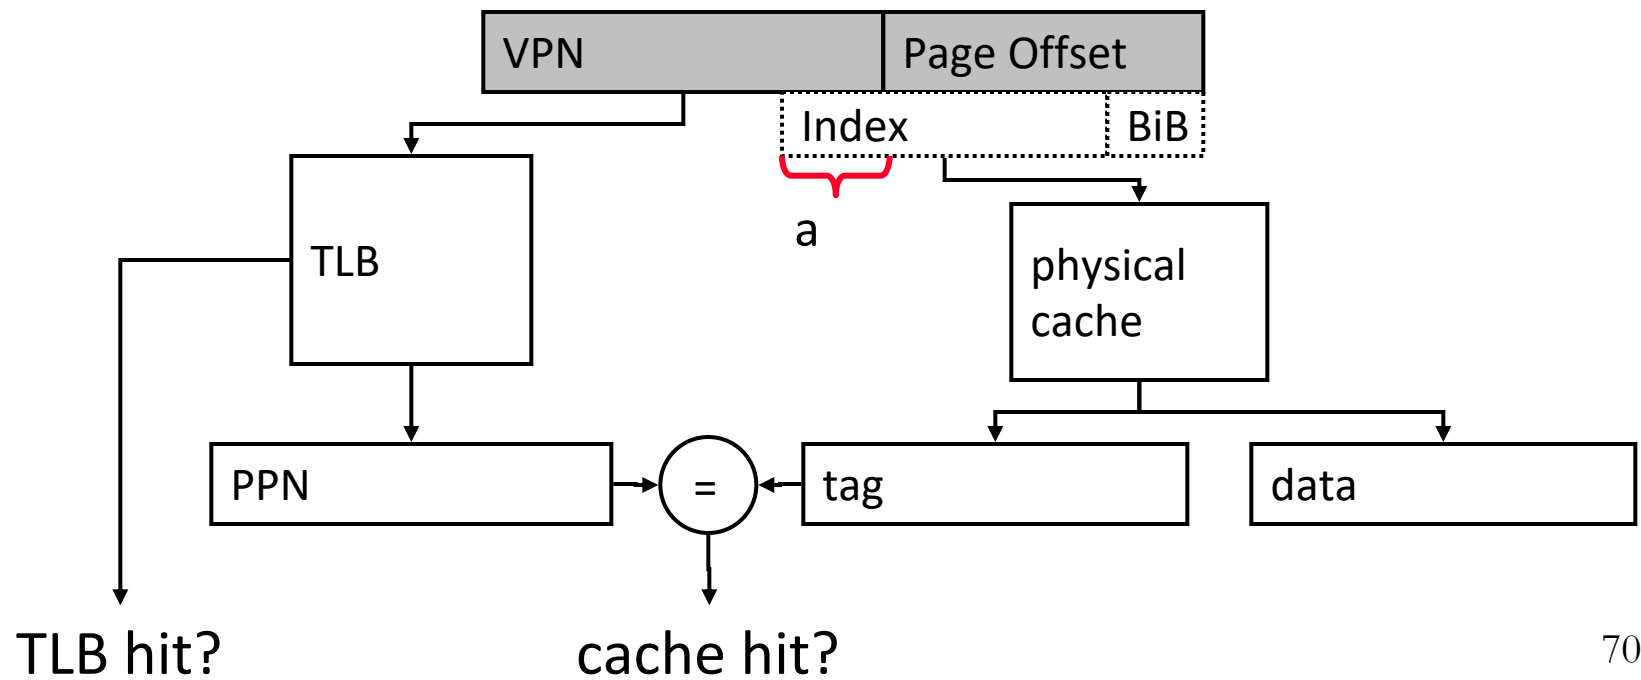 VPN
Page Offset
Index
BiB
a
TLB
physical
cache
PPN
=
tag
data
TLB hit?
cache hit?
70